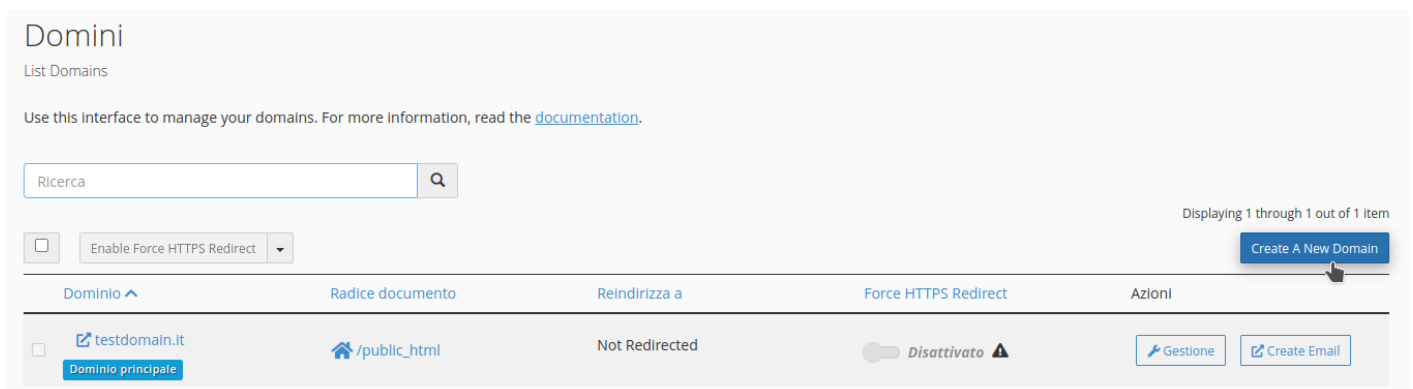 Domini
List Domains
Use this interface to manage your domains. For more information, read the documentation.
Ricerca
Displaying 1 through 1 out of 1 item
Enable Force HTTPS Redirect
Create A New Domain
Dominio Radice documento Reindirizza a Force HTTPS Redirect Azioni
testdomain.it /public_html Not Redirected Disattivato Gestione Create Email
Dominio principale